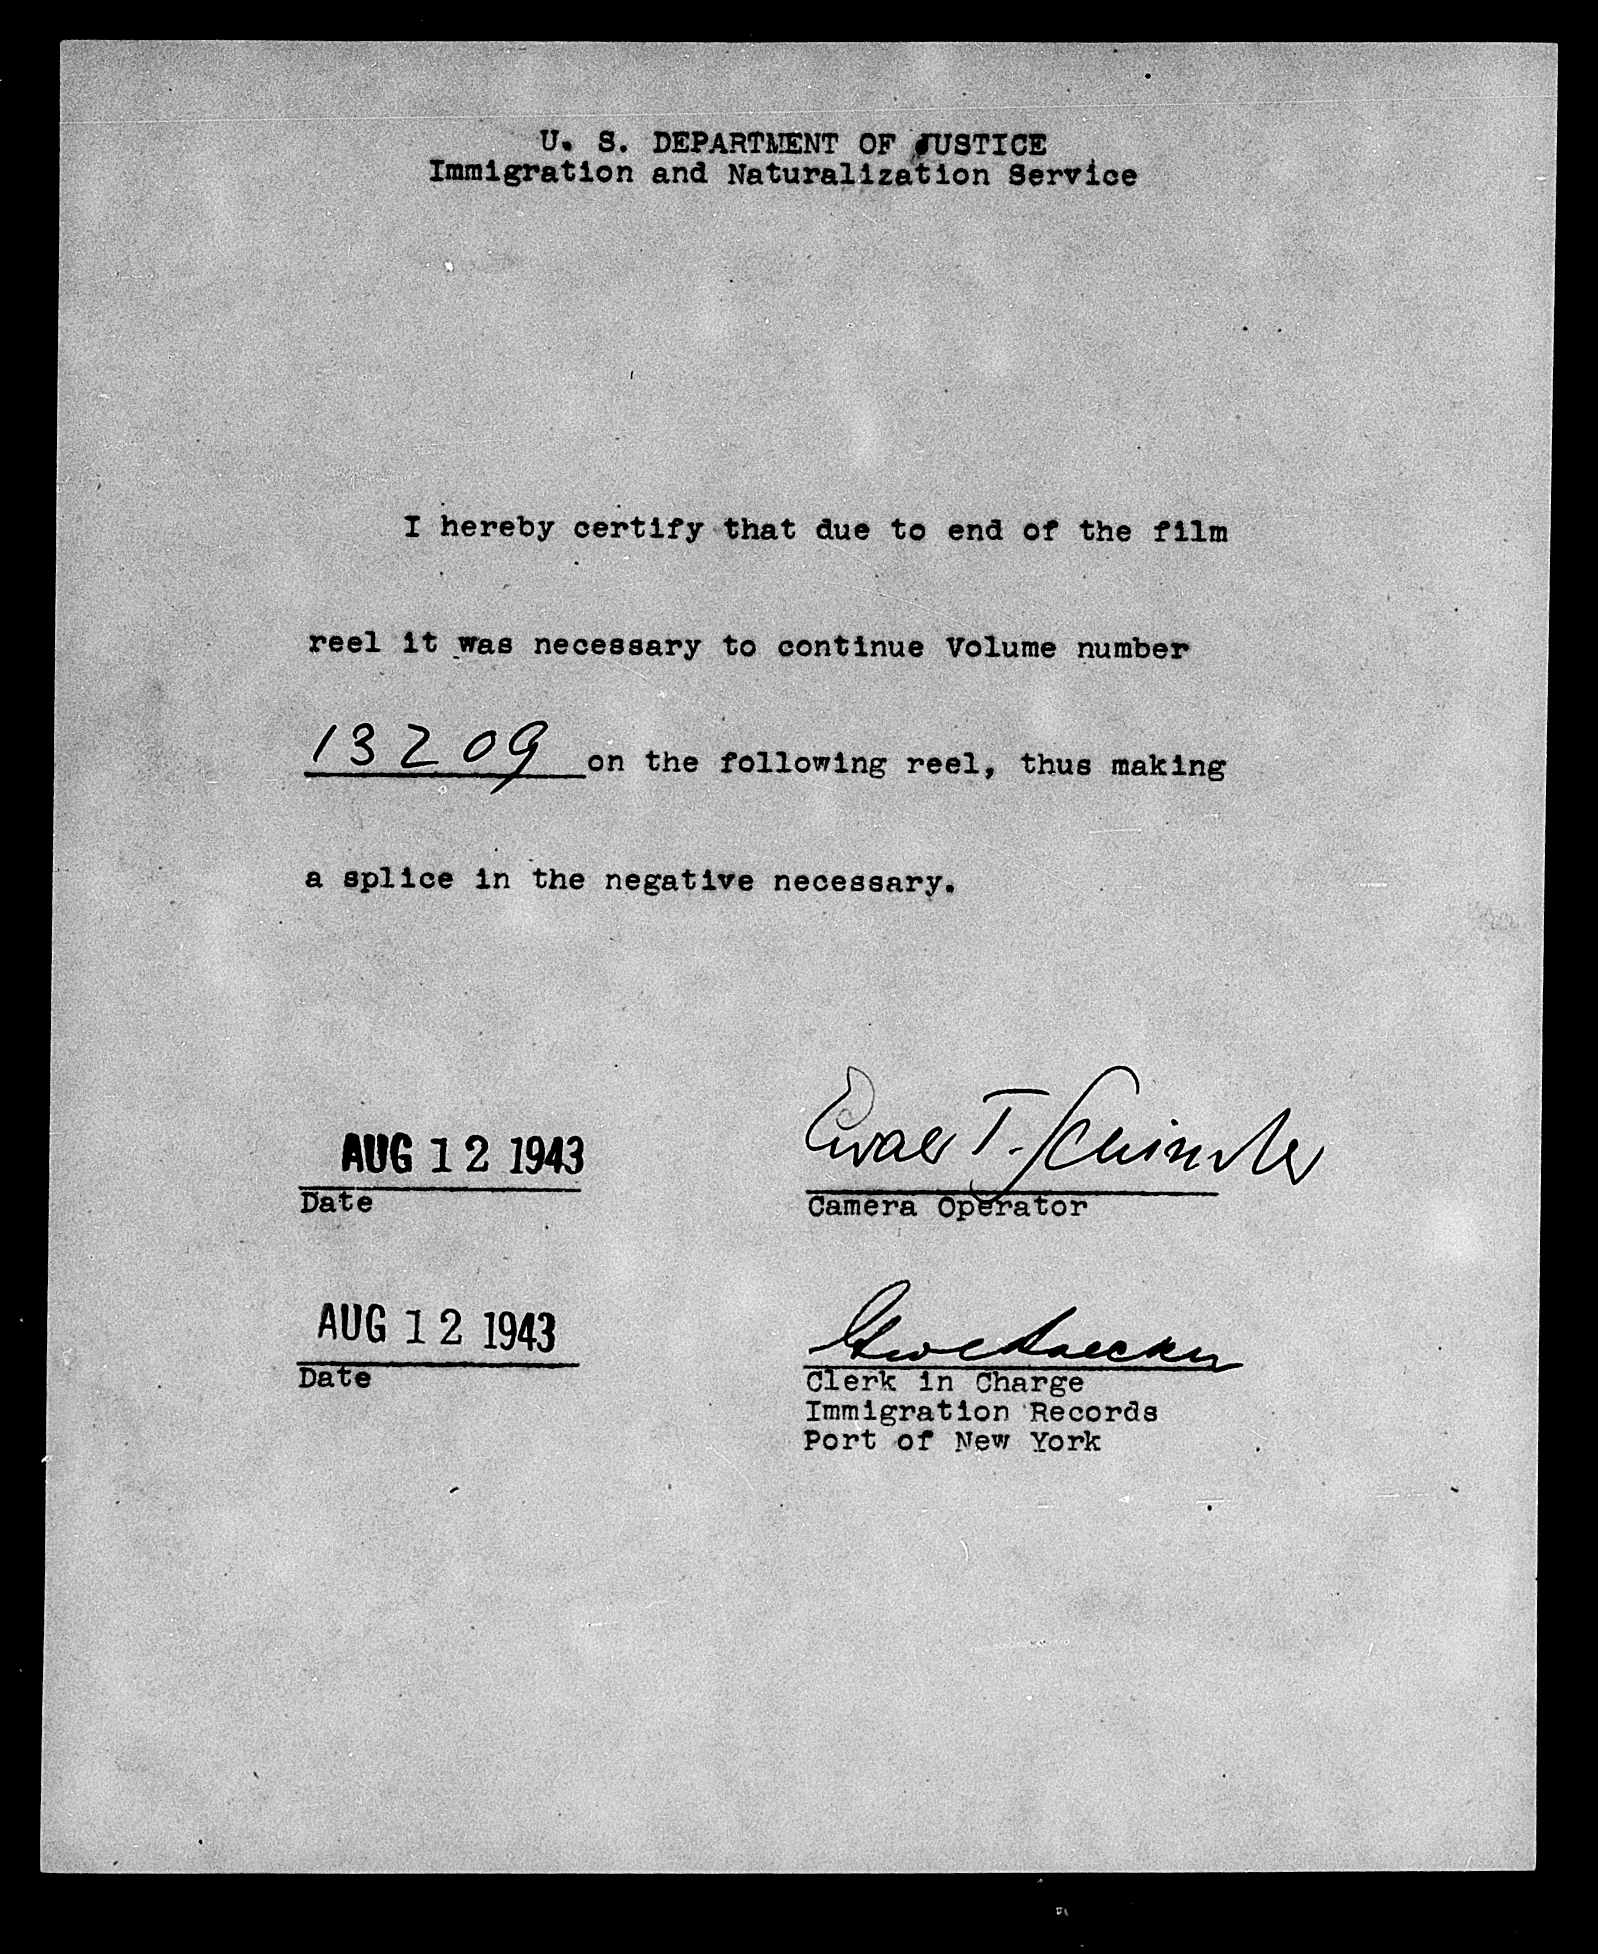 U. S. DEPARTMENT OF JUSTICE
Immigration and Naturalization Service
I hereby certify that due to end of the film
reel it was necessary to continue Volume number
13209 on the following reel, thus making
a splice in the negative necessary.
AUG 12 1943
Date
T.
Camera Operator
AUG 12 1943
Date
Clerk in Charge
Immigration Records
Port of New York